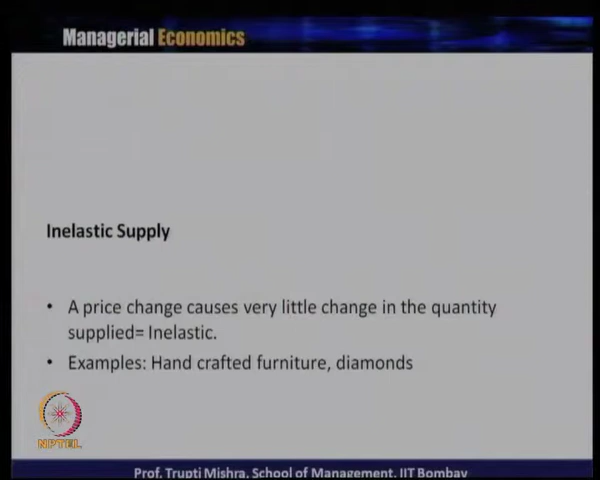 Managerial Economics
Inelastic Supply
• A price change causes very little change in the quantity
supplied= Inelastic.
• Examples: Hand crafted furniture, diamonds
NPTEL
Prof. Trupti Mishra, School of Management, IIT Bombay